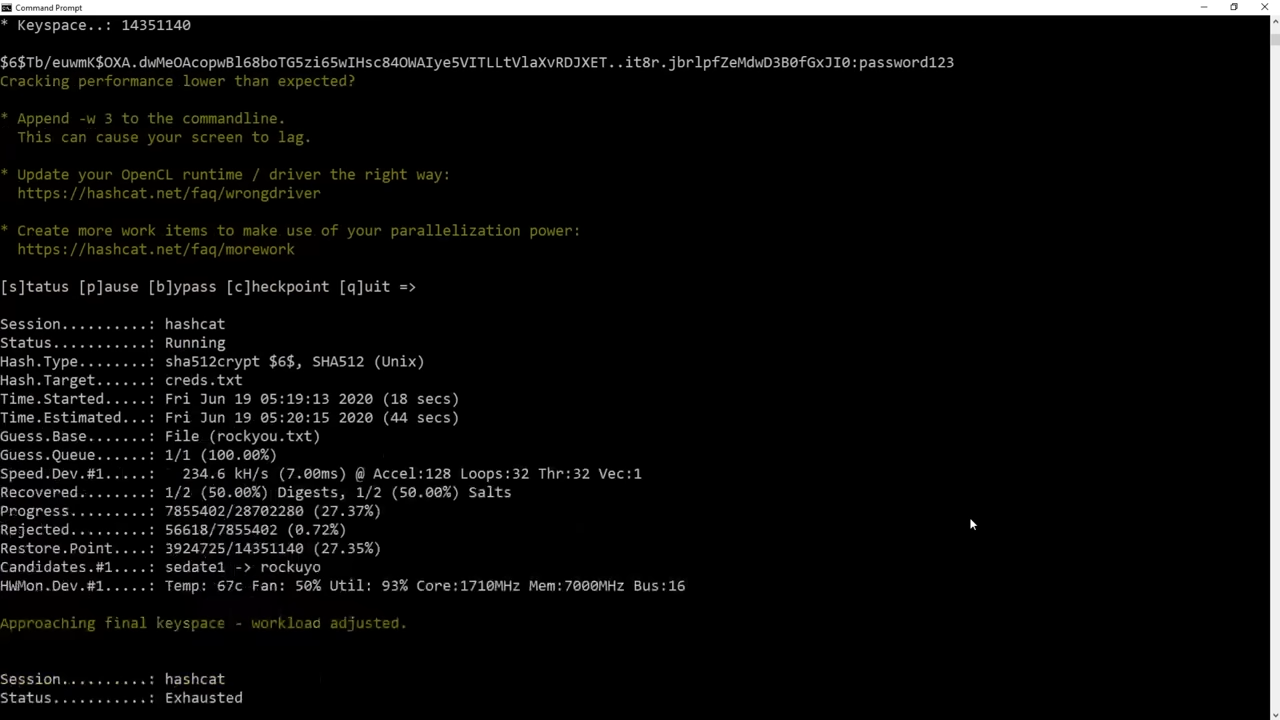 Command Prompt
* Keyspace..: 14351140
$6$Tb/euwmK$OXA.dwMeOAcopwBl68boTG5zi65wIHsc84OWAIye5VITLLtVlaXvRDJXET..it8r.jbrlpfZeMdwD3B0fGxJI0:password123
Cracking performance lower than expected?
* Append -w 3 to the commandline.
This can cause your screen to lag.
* Update your OpenCL runtime / driver the right way:
https://hashcat.net/faq/wrongdriver
* Create more work items to make use of your parallelization power:
https://hashcat.net/faq/morework
[s]tatus [p]ause [b]ypass [c]heckpoint [q]uit =>
Session..........: hashcat
Status...........: Running
Hash.Type........: sha512crypt $6$, SHA512 (Unix)
Hash.Target......: creds.txt
Time.Started.....: Fri Jun 19 05:19:13 2020 (18 secs)
Time.Estimated...: Fri Jun 19 05:20:15 2020 (44 secs)
Guess.Base.......: File (rockyou.txt)
Guess.Queue......: 1/1 (100.00%)
Speed.Dev.#1.....:   234.6 kH/s (7.00ms) @ Accel:128 Loops:32 Thr:32 Vec:1
Recovered........: 1/2 (50.00%) Digests, 1/2 (50.00%) Salts
Progress.........: 7855402/28702280 (27.37%)
Rejected.........: 56618/7855402 (0.72%)
Restore.Point....: 3924725/14351140 (27.35%)
Candidates.#1....: sedate1 -> rockuyo
HWMon.Dev.#1.....: Temp: 67c Fan: 50% Util: 93% Core:1710MHz Mem:7000MHz Bus:16
Approaching final keyspace - workload adjusted.
Session..........: hashcat
Status...........: Exhausted